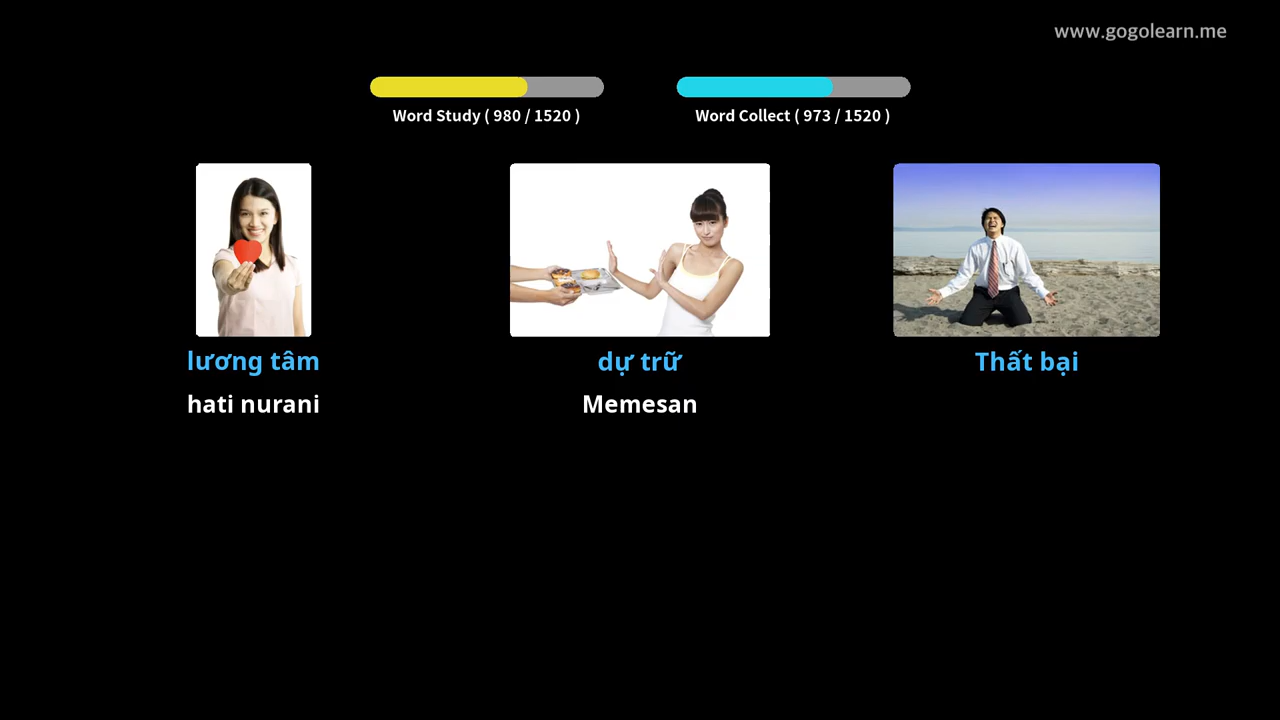 www.gogolearn.me
Word Study ( 980 / 1520 )
Word Collect ( 973 / 1520 )
lương tâm
dự trữ
Thất bại
hati nurani
Memesan